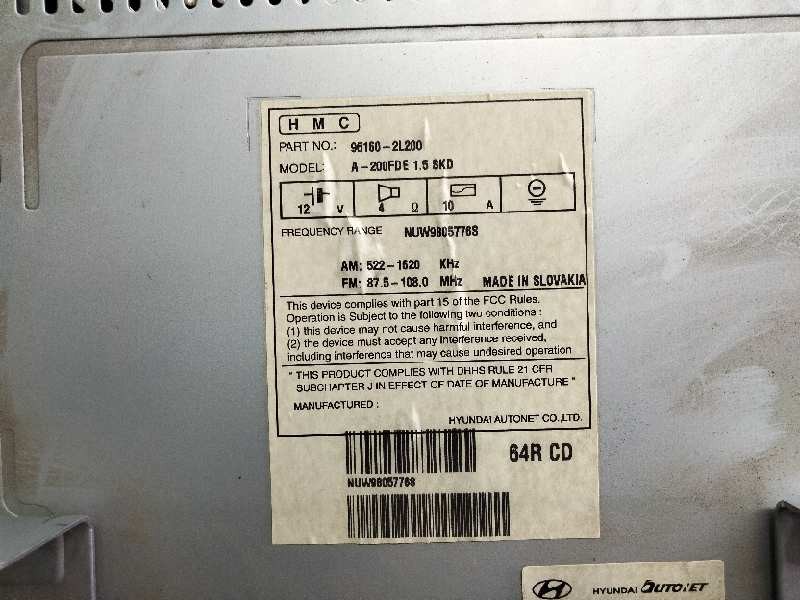 HMC
PART NO.: 96160-2L200
MODEL: A-200FDE 1.5 SKD
12 V 4 Ω 10 A
FREQUENCY RANGE NUW98057768
AM: 522-1620 KHz
FM: 87.5-108.0 MHz MADE IN SLOVAKIA
This device complies with part 15 of the FCC Rules.
Operation is Subject to the following two conditions :
(1) this device may not cause harmful interference, and
(2) the device must accept any interference received,
including interference that may cause undesired operation
" THIS PRODUCT COMPLIES WITH DHHS RULE 21 CFR
SUBCHAPTER J IN EFFECT OF DATE OF MANUFACTURE "
MANUFACTURED :
HYUNDAI AUTONET CO.,LTD.
64R CD
NUW98057768
HYUNDAI AUTONET